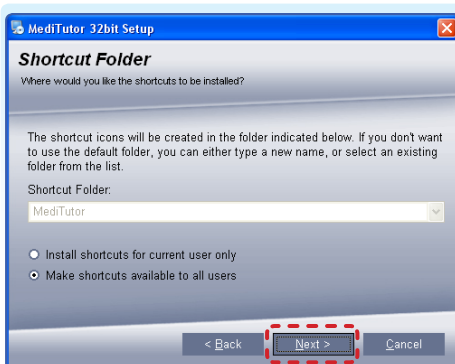 MediTutor 32bit Setup
Shortcut Folder
Where would you like the shortcuts to be installed?
The shortcut icons will be created in the folder indicated below. If you don't want
to use the default folder, you can either type a new name, or select an existing
folder from the list.
Shortcut Folder:
MediTutor
Install shortcuts for current user only
Make shortcuts available to all users
< Back
Next >
Cancel